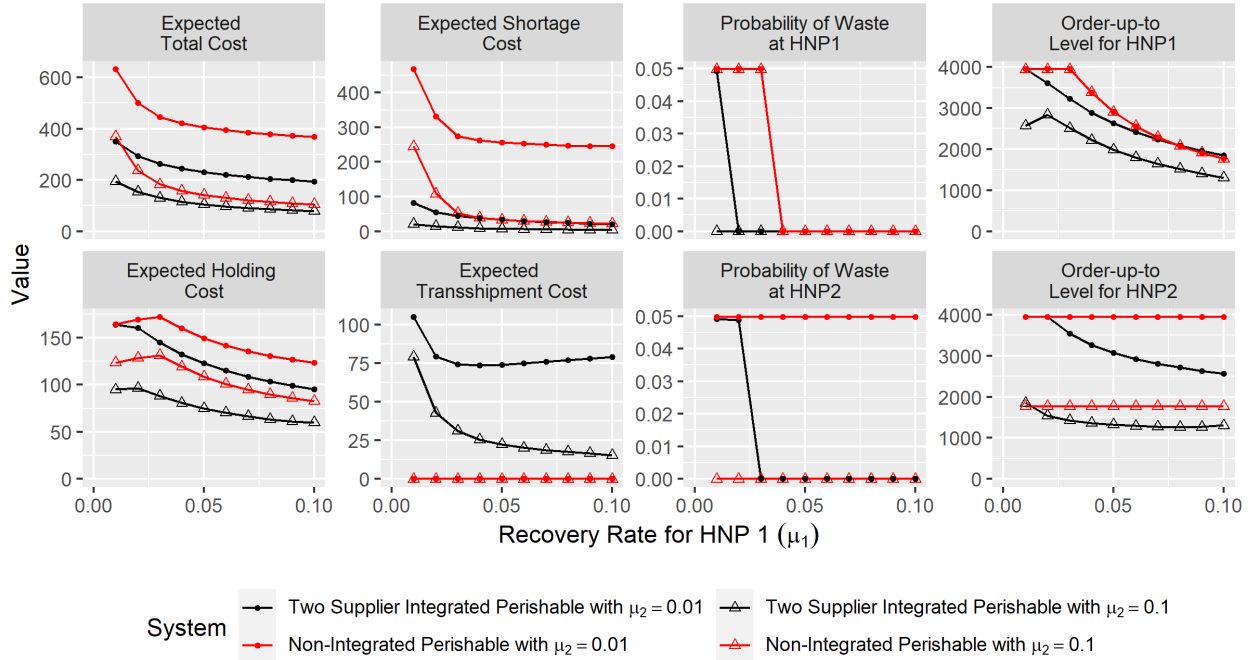 Expected
Total Cost
Expected Shortage
Cost
Probability of Waste
at HNP1
Order-up-to
Level for HNP1
600
400
200
0
400
300
200
100
0
0.05
0.04
0.03
0.02
0.01
0.00
4000
3000
2000
1000
0
Value
Expected Holding
Cost
Expected
Transshipment Cost
Probability of Waste
at HNP2
Order-up-to
Level for HNP2
150
100
50
0
100
75
50
25
0
0.05
0.04
0.03
0.02
0.01
0.00
4000
3000
2000
1000
0
0.00 0.05 0.10 0.00 0.05 0.10 0.00 0.05 0.10 0.00 0.05 0.10
Recovery Rate for HNP 1 (μ₁)
System
Two Supplier Integrated Perishable with μ₂ = 0.01
Two Supplier Integrated Perishable with μ₂ = 0.1
Non-Integrated Perishable with μ₂ = 0.01
Non-Integrated Perishable with μ₂ = 0.1